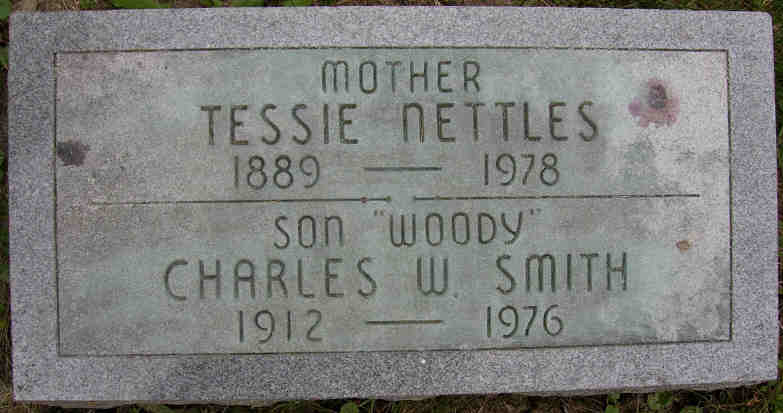 MOTHER
TESSIE NETTLES
1889 — 1978
SON "WOODY"
CHARLES W. SMITH
1912 — 1976